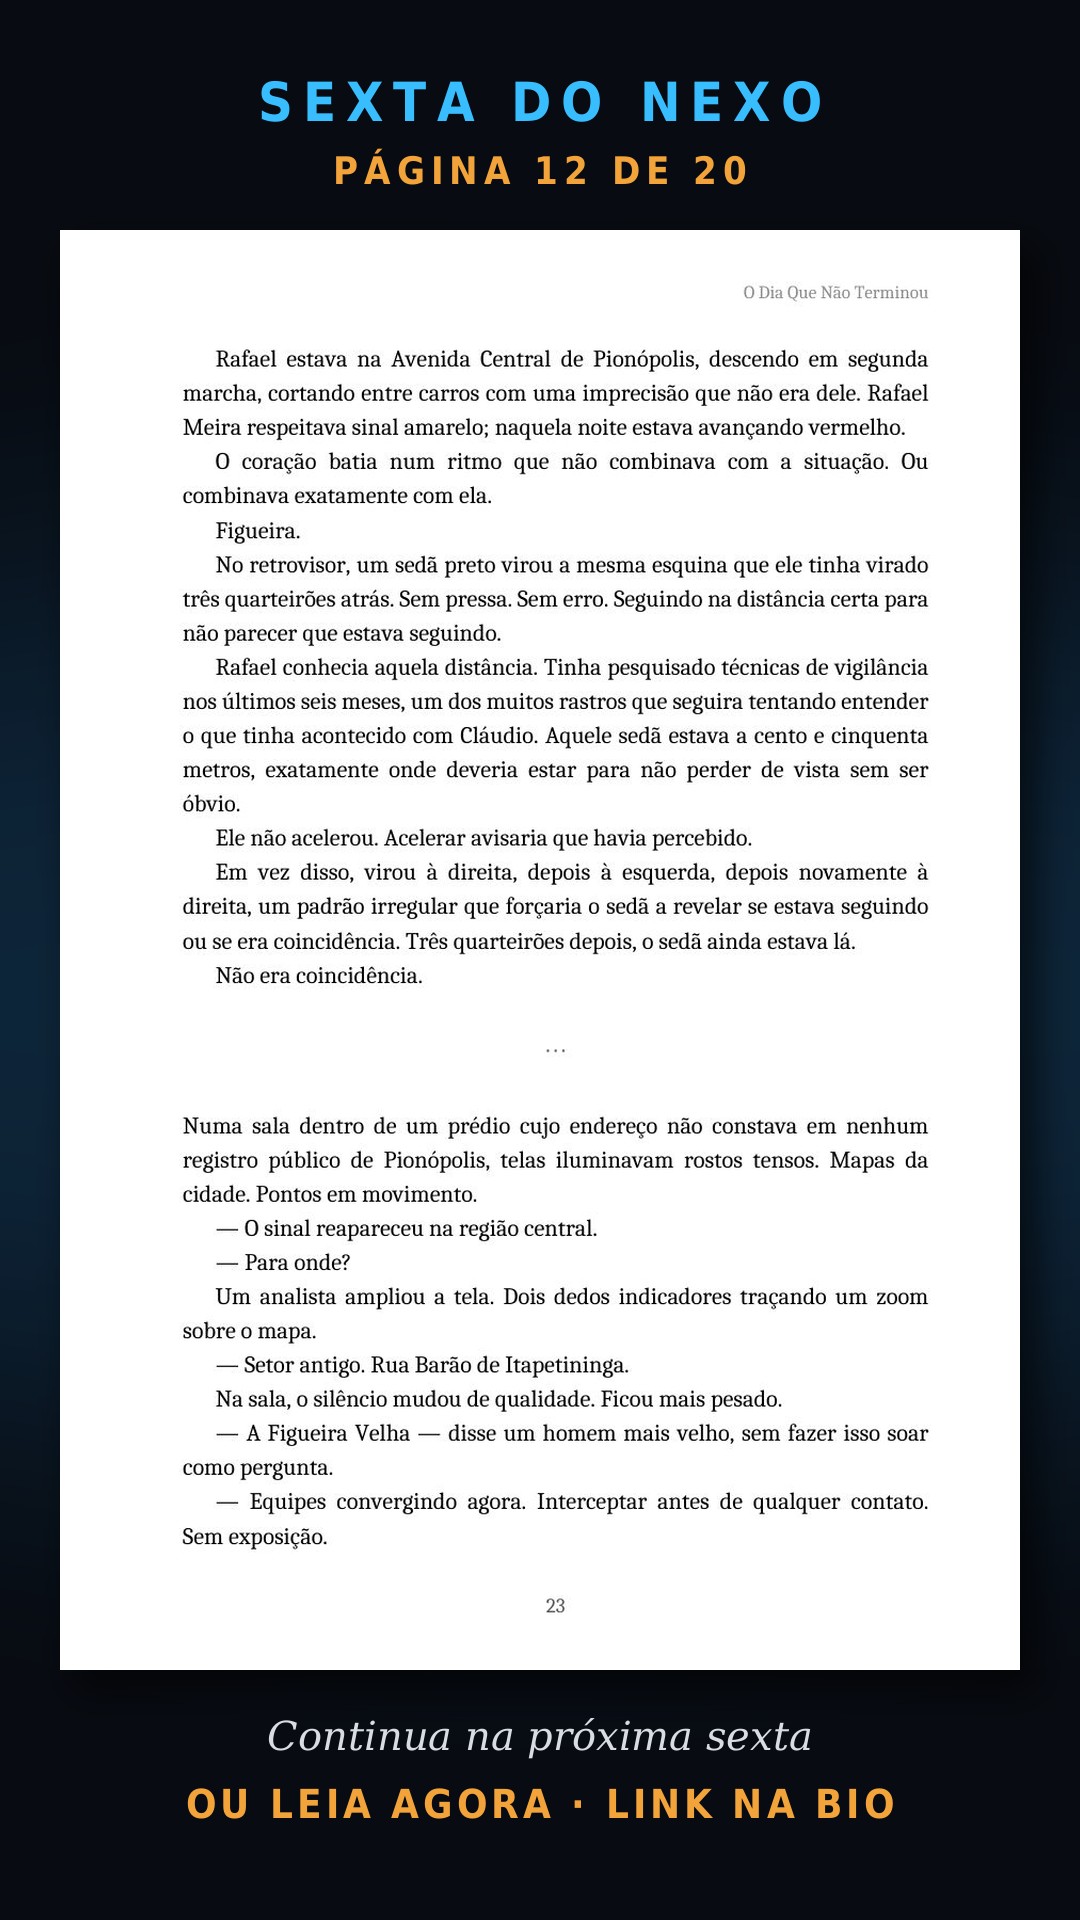 SEXTA DO NEXO
PÁGINA 12 DE 20
O Dia Que Não Terminou
Rafael estava na Avenida Central de Pionópolis, descendo em segunda
marcha, cortando entre carros com uma imprecisão que não era dele. Rafael
Meira respeitava sinal amarelo; naquela noite estava avançando vermelho.
O coração batia num ritmo que não combinava com a situação. Ou
combinava exatamente com ela.
Figueira.
No retrovisor, um sedã preto virou a mesma esquina que ele tinha virado
três quarteirões atrás. Sem pressa. Sem erro. Seguindo na distância certa para
não parecer que estava seguindo.
Rafael conhecia aquela distância. Tinha pesquisado técnicas de vigilância
nos últimos seis meses, um dos muitos rastros que seguira tentando entender
o que tinha acontecido com Cláudio. Aquele sedã estava a cento e cinquenta
metros, exatamente onde deveria estar para não perder de vista sem ser
óbvio.
Ele não acelerou. Acelerar avisaria que havia percebido.
Em vez disso, virou à direita, depois à esquerda, depois novamente à
direita, um padrão irregular que forçaria o sedã a revelar se estava seguindo
ou se era coincidência. Três quarteirões depois, o sedã ainda estava lá.
Não era coincidência.
...
Numa sala dentro de um prédio cujo endereço não constava em nenhum
registro público de Pionópolis, telas iluminavam rostos tensos. Mapas da
cidade. Pontos em movimento.
— O sinal reapareceu na região central.
— Para onde?
Um analista ampliou a tela. Dois dedos indicadores traçando um zoom
sobre o mapa.
— Setor antigo. Rua Barão de Itapetininga.
Na sala, o silêncio mudou de qualidade. Ficou mais pesado.
— A Figueira Velha — disse um homem mais velho, sem fazer isso soar
como pergunta.
— Equipes convergindo agora. Interceptar antes de qualquer contato.
Sem exposição.
23
Continua na próxima sexta
OU LEIA AGORA · LINK NA BIO